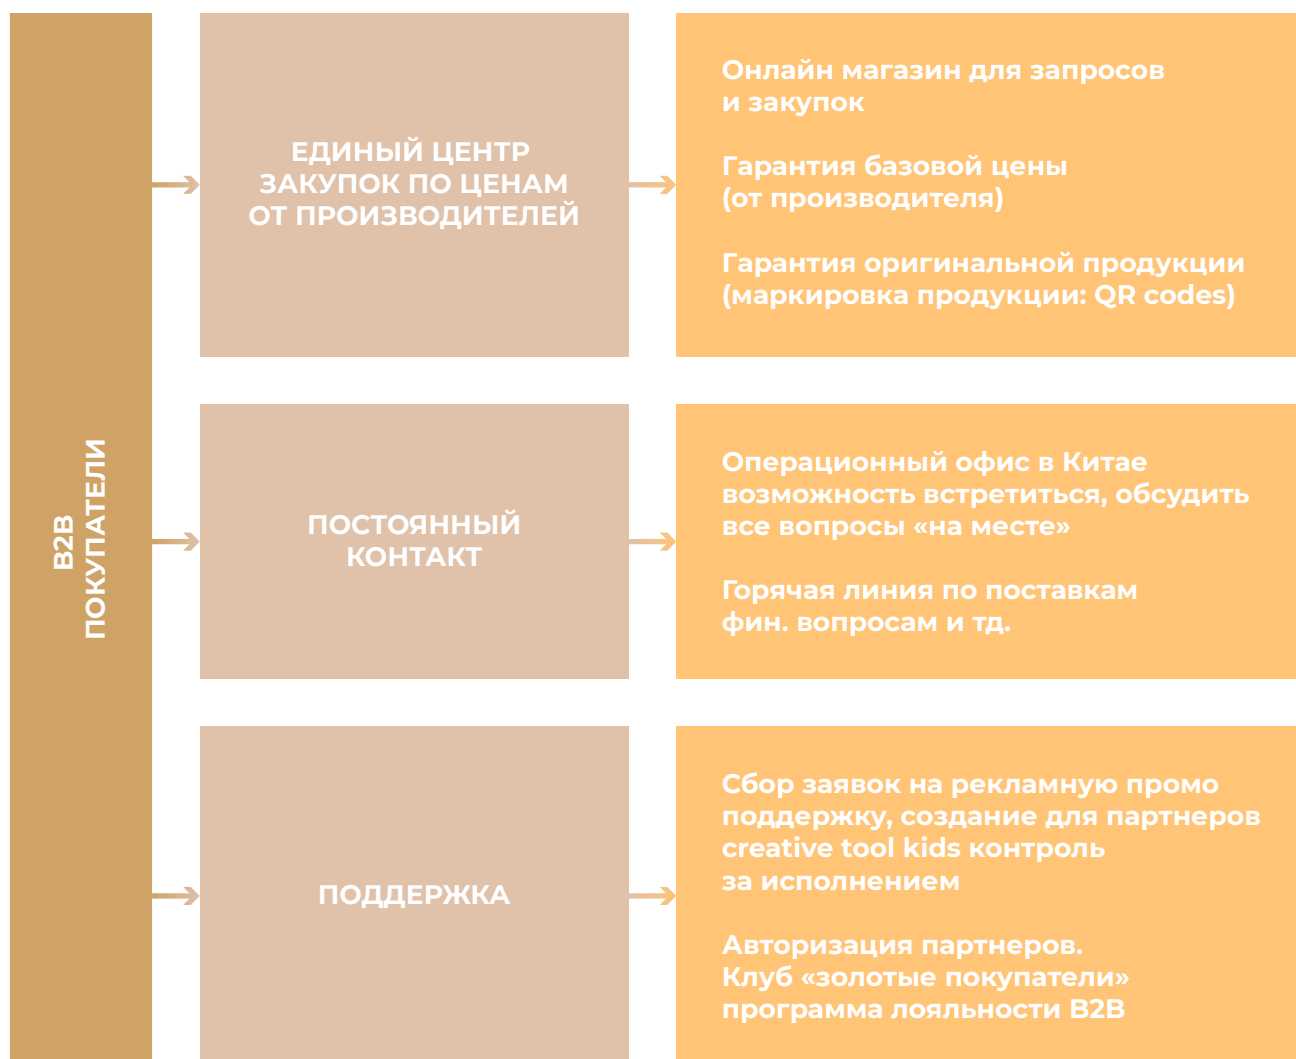 B2B
ПОКУПАТЕЛИ
ЕДИНЫЙ ЦЕНТР
ЗАКУПОК ПО ЦЕНАМ
ОТ ПРОИЗВОДИТЕЛЕЙ
Онлайн магазин для запросов
и закупок
Гарантия базовой цены
(от производителя)
Гарантия оригинальной продукции
(маркировка продукции: QR codes)
ПОСТОЯННЫЙ
КОНТАКТ
Операционный офис в Китае
возможность встретиться, обсудить
все вопросы «на месте»
Горячая линия по поставкам
фин. вопросам и тд.
ПОДДЕРЖКА
Сбор заявок на рекламную промо
поддержку, создание для партнеров
creative tool kids контроль
за исполнением
Авторизация партнеров.
Клуб «золотые покупатели»
программа лояльности B2B